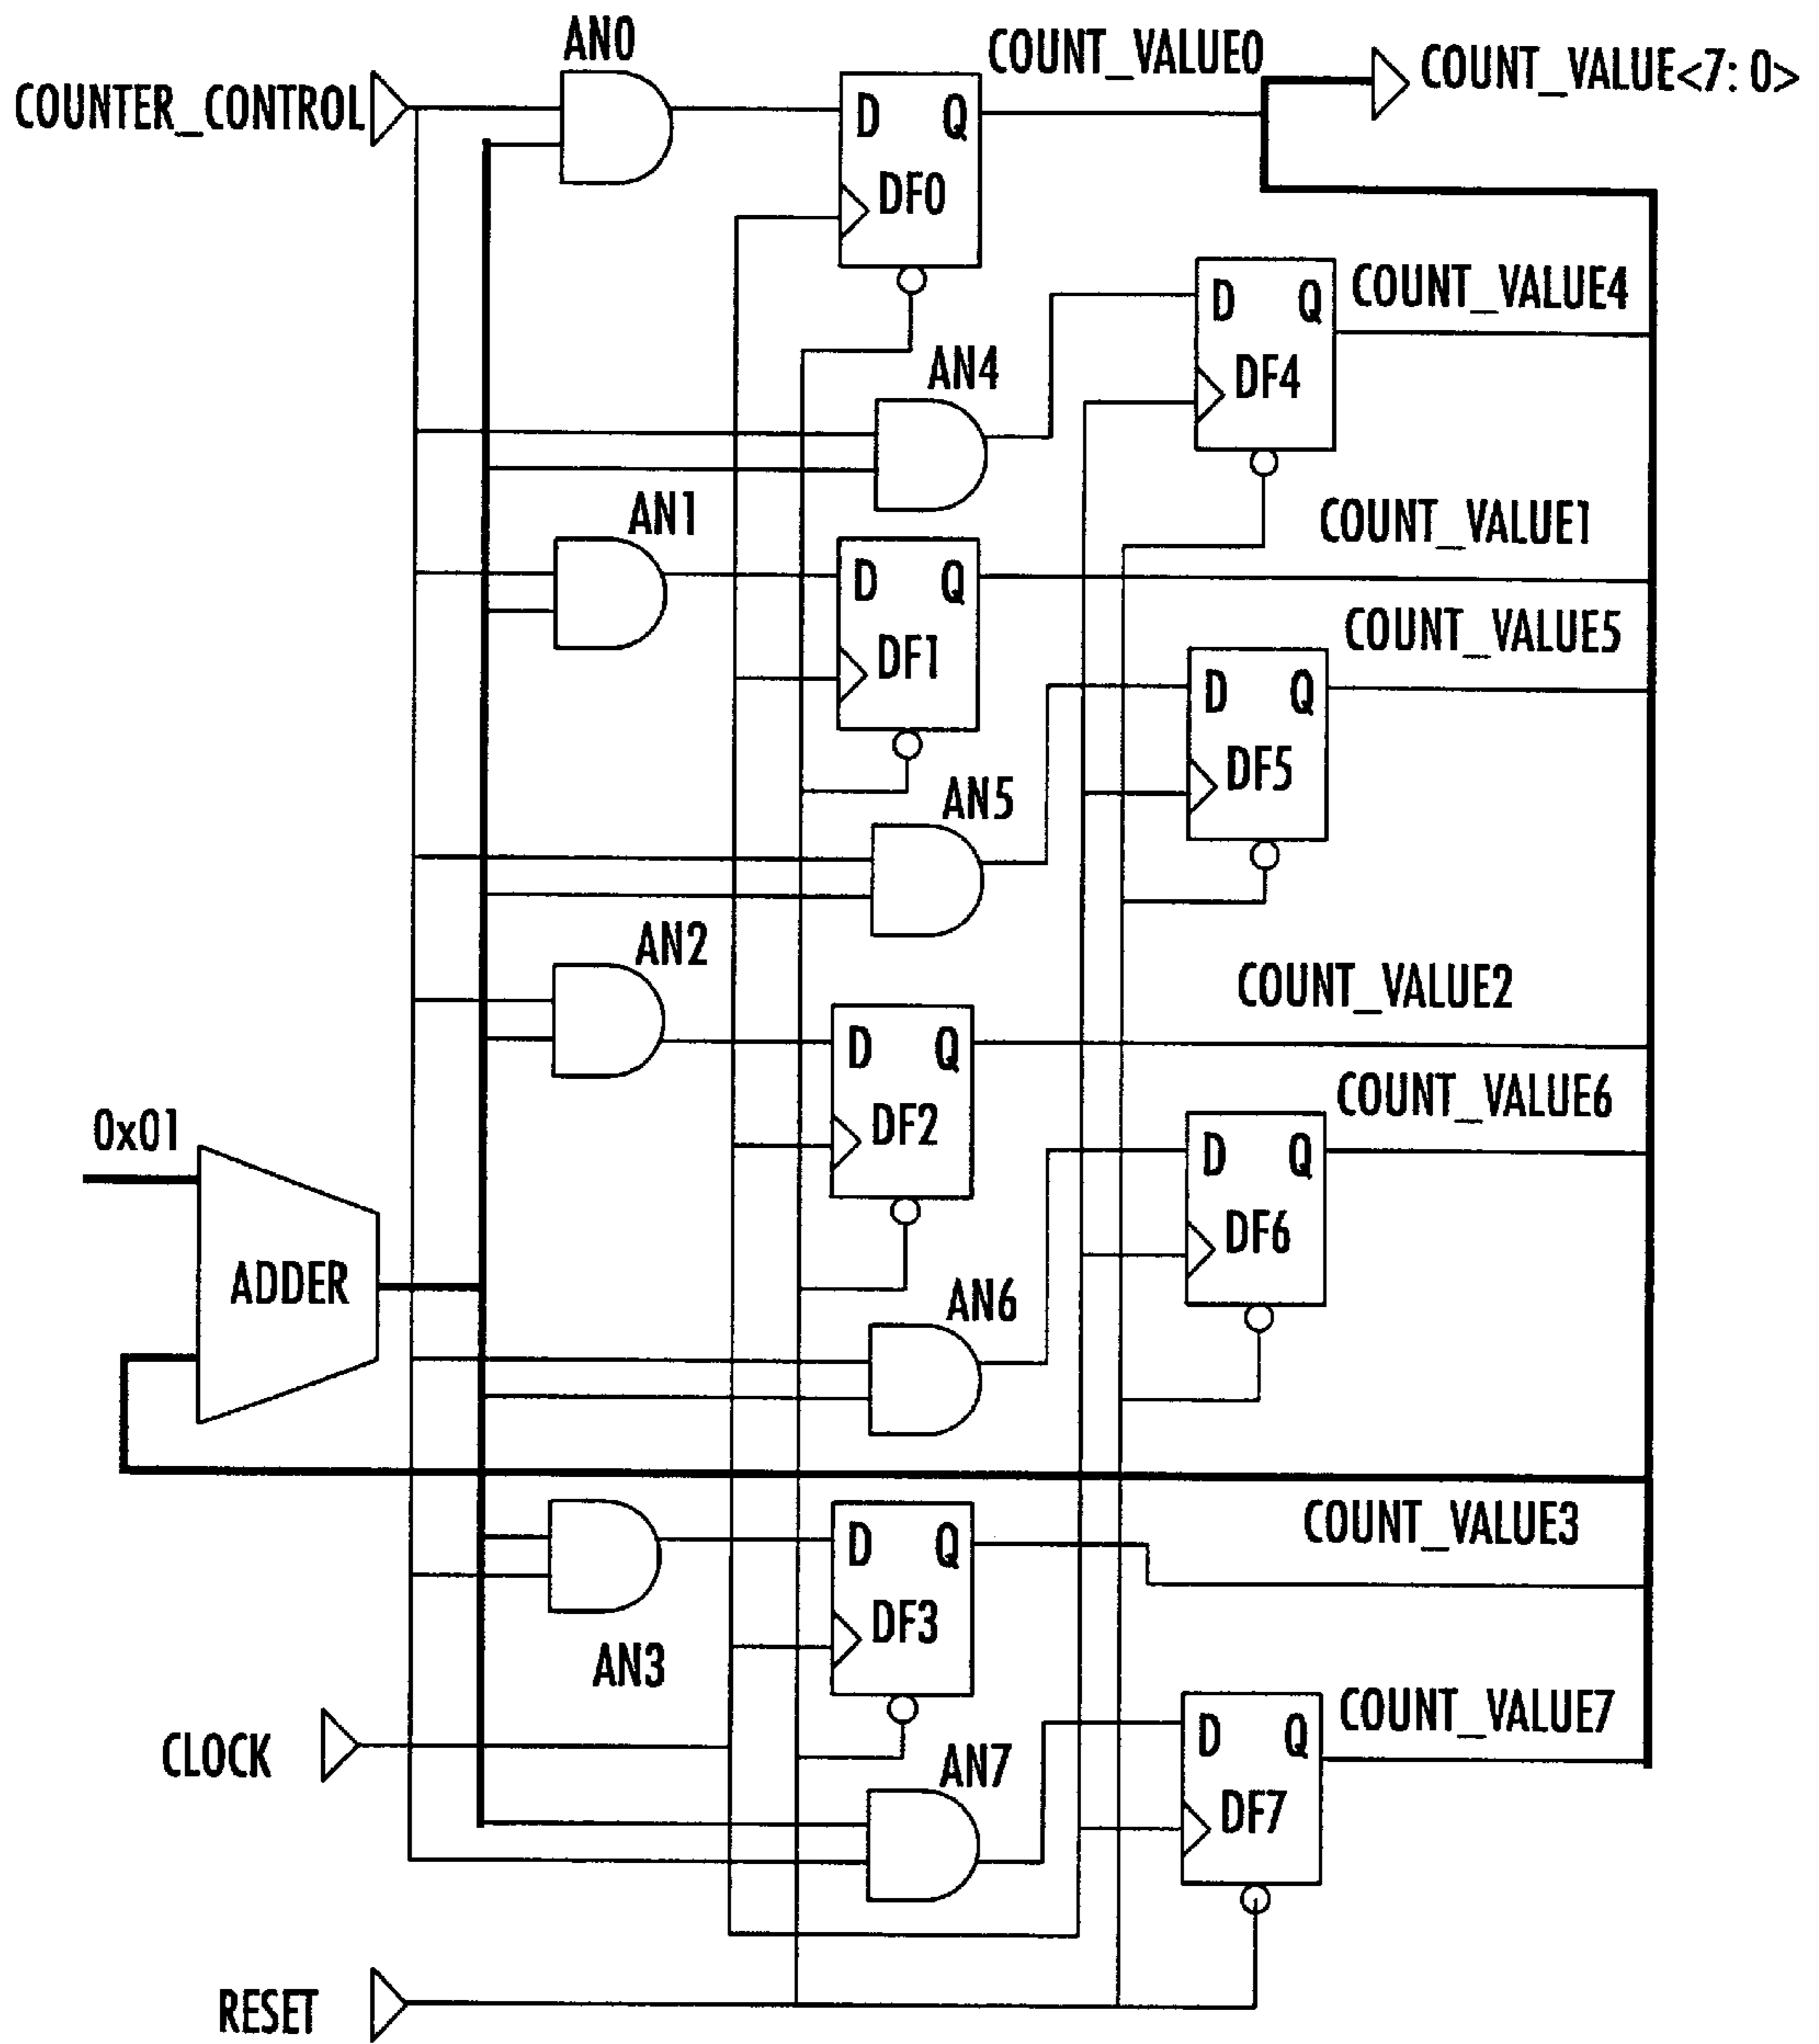 AN0
COUNT_VALUE0
COUNT_VALUE<7: 0>
COUNTER_CONTROL
D Q
DF0
COUNT_VALUE4
D Q
AN4
DF4
AN1
COUNT_VALUE1
D Q
COUNT_VALUE5
DF1
D Q
DF5
AN5
AN2
COUNT_VALUE2
D Q
COUNT_VALUE6
0x01
DF2
D Q
DF6
ADDER
AN6
COUNT_VALUE3
D Q
DF3
AN3
COUNT_VALUE7
D Q
CLOCK
AN7
DF7
RESET